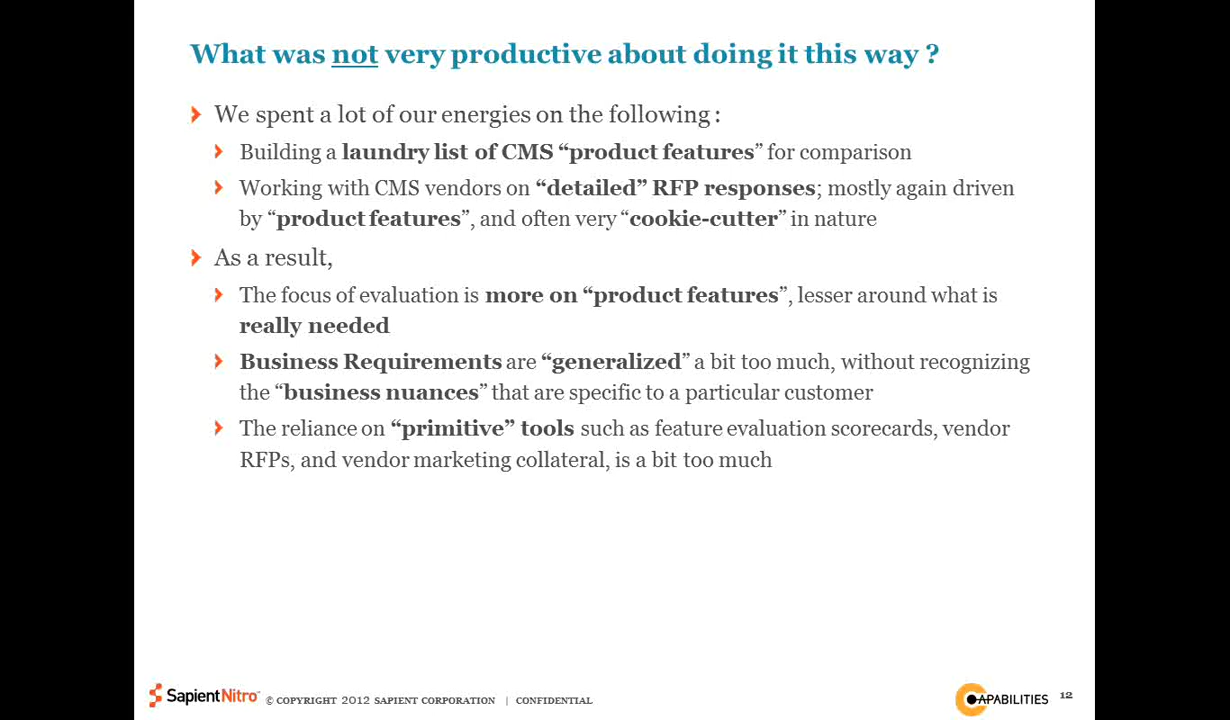 What was not very productive about doing it this way ?
We spent a lot of our energies on the following :
Building a laundry list of CMS “product features” for comparison
Working with CMS vendors on “detailed” RFP responses; mostly again driven
by “product features”, and often very “cookie-cutter” in nature
As a result,
The focus of evaluation is more on “product features”, lesser around what is
really needed
Business Requirements are “generalized” a bit too much, without recognizing
the “business nuances” that are specific to a particular customer
The reliance on “primitive” tools such as feature evaluation scorecards, vendor
RFPs, and vendor marketing collateral, is a bit too much
SapientNitro © COPYRIGHT 2012 SAPIENT CORPORATION | CONFIDENTIAL CAPABILITIES 12